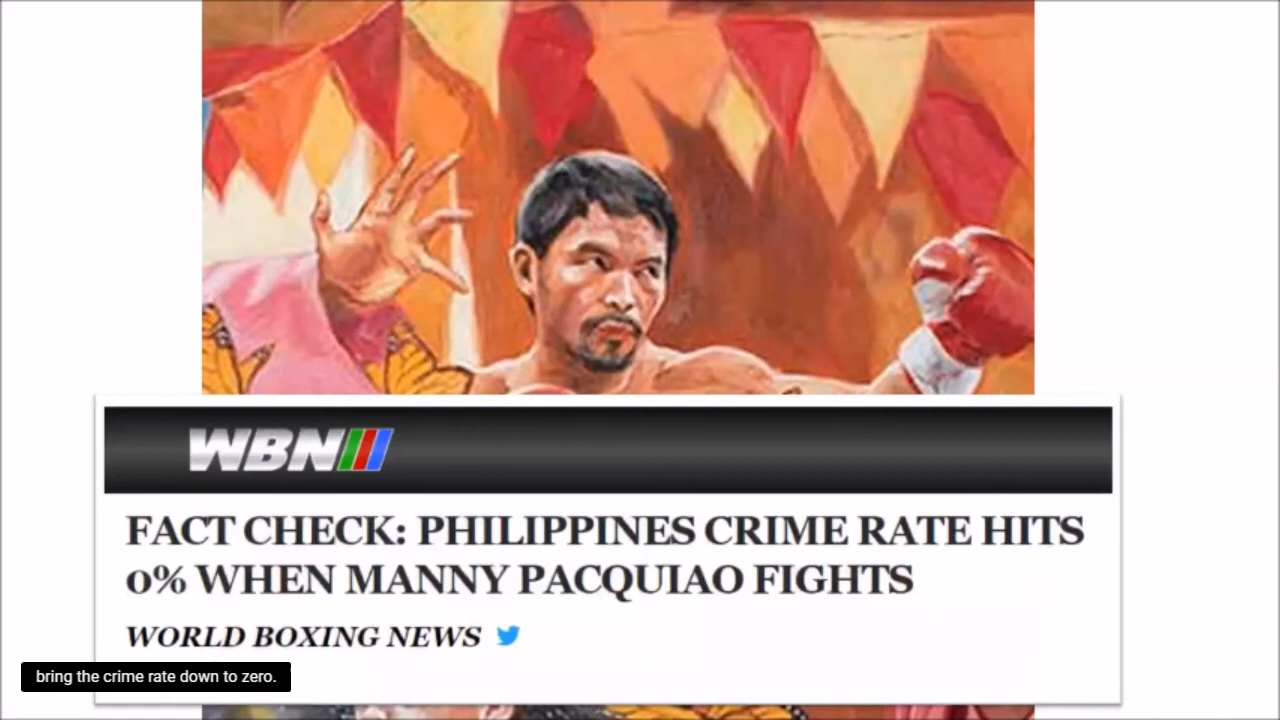 WBN
FACT CHECK: PHILIPPINES CRIME RATE HITS
0% WHEN MANNY PACQUIAO FIGHTS
WORLD BOXING NEWS
bring the crime rate down to zero.